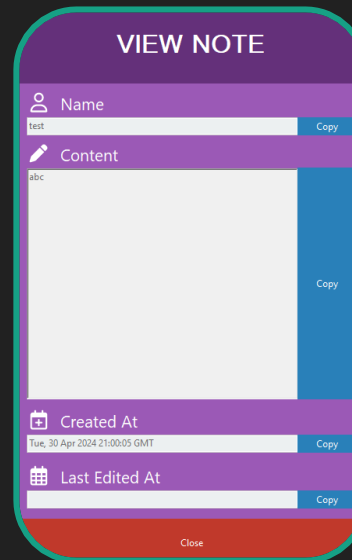 VIEW NOTE
Name
test
Copy
Content
abc
Copy
Created At
Tue, 30 Apr 2024 21:00:05 GMT
Copy
Last Edited At
Copy
Close